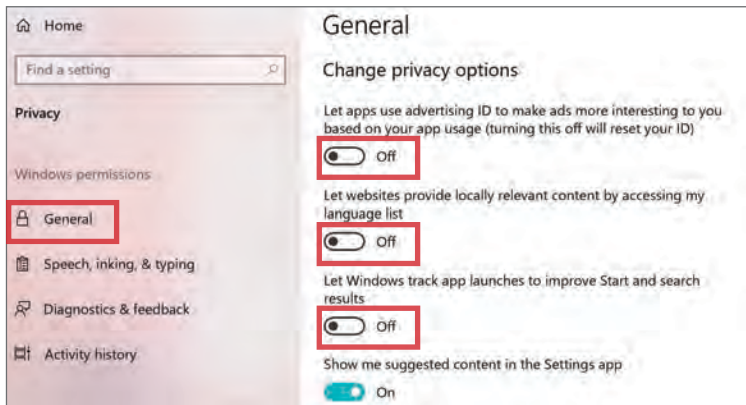 Home
Find a setting
Privacy
Windows permissions
General
Speech, inking, & typing
Diagnostics & feedback
Activity history
General
Change privacy options
Let apps use advertising ID to make ads more interesting to you
based on your app usage (turning this off will reset your ID)
Off
Let websites provide locally relevant content by accessing my
language list
Off
Let Windows track app launches to improve Start and search
results
Off
Show me suggested content in the Settings app
On